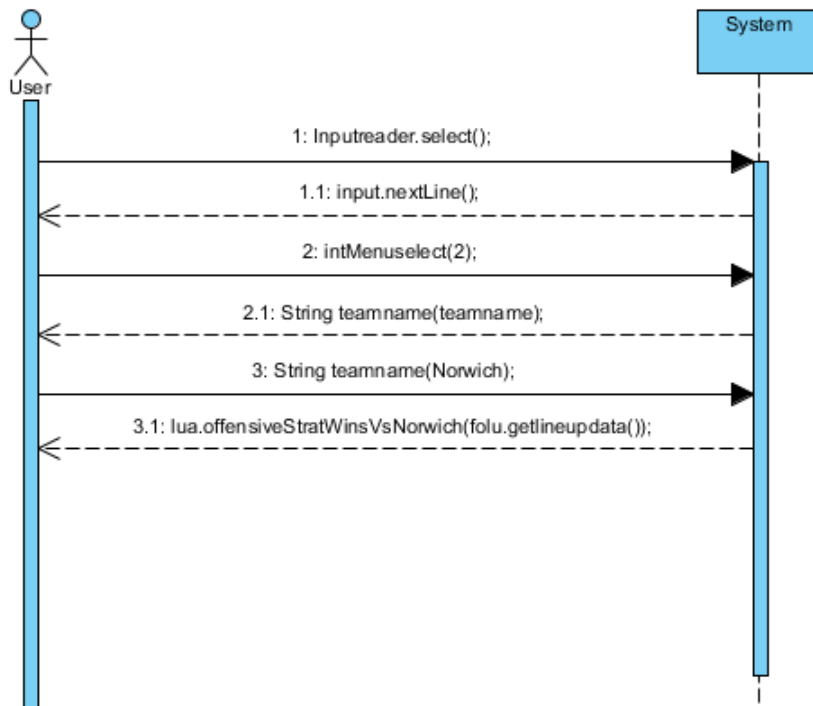 System
User
1: Inputreader.select();
1.1: input.nextLine();
2: intMenuselect(2);
2.1: String teamname(teamname);
3: String teamname(Norwich);
3.1: lua.offensiveStratWinsVsNorwich(folu.getlineupdata());